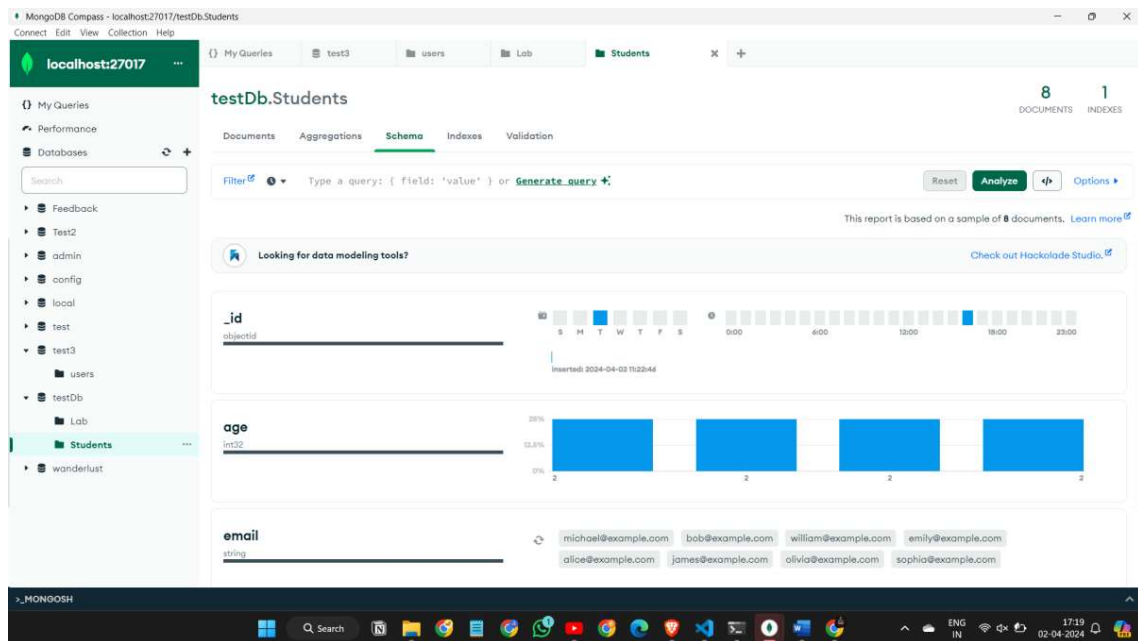 MongoDB Compass - localhost:27017/testDb.Students
Connect Edit View Collection Help
localhost:27017 ...
{} My Queries
Performance
Databases
Search
Feedback
Test2
admin
config
local
test
test3
users
testDb
Lab
Students ...
wanderlust
{} My Queries test3 users Lab Students
testDb.Students
8 DOCUMENTS
1 INDEXES
Documents Aggregations Schema Indexes Validation
Filter Type a query: { field: 'value' } or Generate query Reset Analyze </> Options
This report is based on a sample of 8 documents. Learn more
Looking for data modeling tools? Check out Hackolade Studio.
_id
objectid
S M T W T F S 0:00 6:00 12:00 18:00 23:00
inserted: 2024-04-02 11:22:46
age
int32
25%
12.5%
0%
2 2 2 2
email
string
michael@example.com bob@example.com william@example.com emily@example.com
alice@example.com james@example.com olivia@example.com sophia@example.com
>_MONGOSH
Search
ENG
IN
17:19
02-04-2024